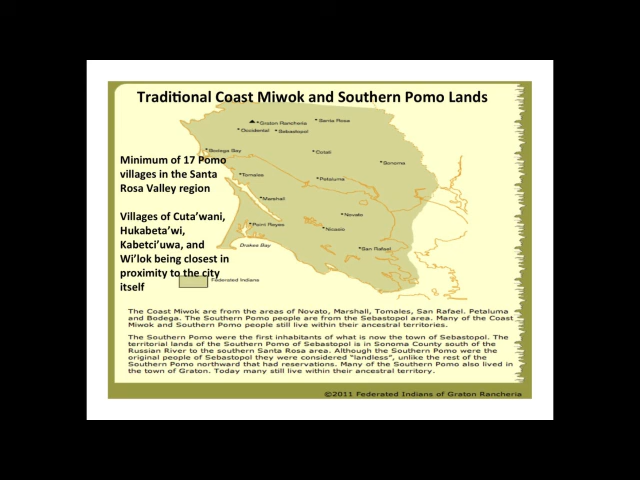 Traditional Coast Miwok and Southern Pomo Lands
Graton Rancheria
Santa Rosa
Occidental
Sebastopol
Bodega Bay
Cotati
Sonoma
Minimum of 17 Pomo
villages in the Santa
Rosa Valley region
Tomales
Petaluma
Marshall
Villages of Cuta’wani,
Hukabeta’wi,
Kabetci’uwa, and
Wi’lok being closest in
proximity to the city
itself
Novato
Point Reyes
Nicasio
Drakes Bay
San Rafael
Federated Indians
The Coast Miwok are from the areas of Novato, Marshall, Tomales, San Rafael. Petaluma
and Bodega. The Southern Pomo people are from the Sebastopol area. Many of the Coast
Miwok and Southern Pomo people still live within their ancestral territories.
The Southern Pomo were the first inhabitants of what is now the town of Sebastopol. The
territorial lands of the Southern Pomo of Sebastopol is in Sonoma County south of the
Russian River to the southern Santa Rosa area. Although the Southern Pomo were the
original people of Sebastopol they were considered "landless", unlike the rest of the
Southern Pomo northward that had reservations. Many of the Southern Pomo also lived in
the town of Graton. Today many still live within their ancestral territory.
©2011 Federated Indians of Graton Rancheria